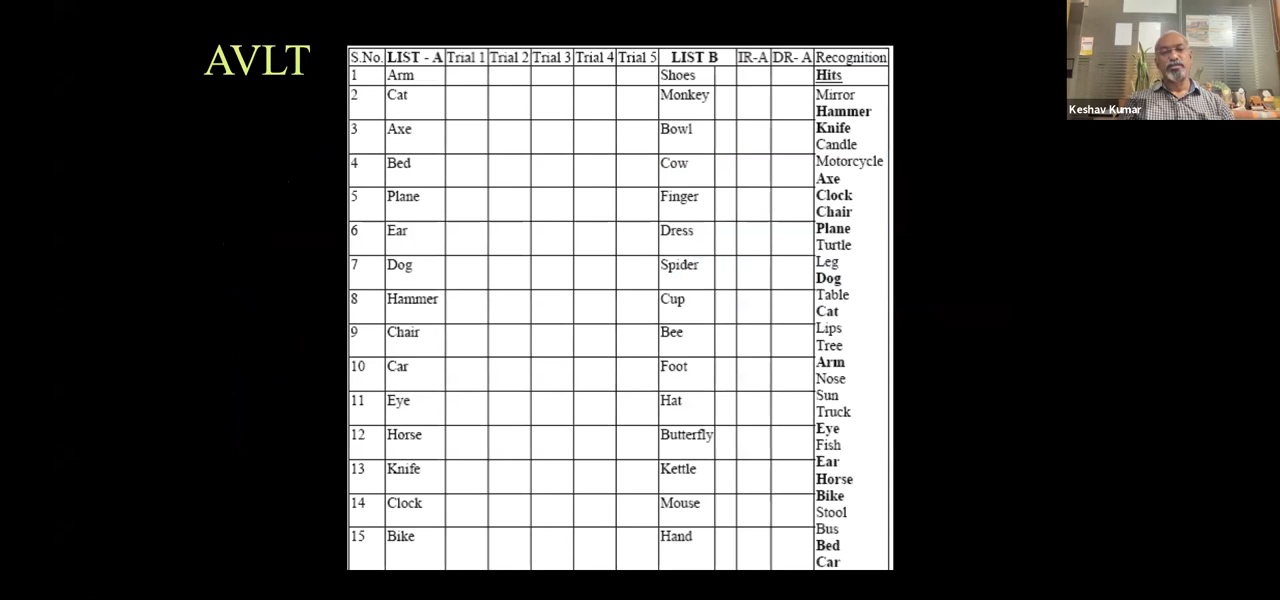 AVLT
S.No. LIST - A Trial 1 Trial 2 Trial 3 Trial 4 Trial 5 LIST B IR-A DR- A Recognition
1 Arm Shoes Hits
2 Cat Monkey Mirror
Hammer
3 Axe Bowl Knife
Candle
4 Bed Cow Motorcycle
Axe
5 Plane Finger Clock
Chair
6 Ear Dress Plane
Turtle
7 Dog Spider Leg
Dog
8 Hammer Cup Table
Cat
9 Chair Bee Lips
Tree
10 Car Foot Arm
Nose
11 Eye Hat Sun
Truck
12 Horse Butterfly Eye
Fish
13 Knife Kettle Ear
Horse
14 Clock Mouse Bike
Stool
15 Bike Hand Bus
Bed
Car
Keshav Kumar